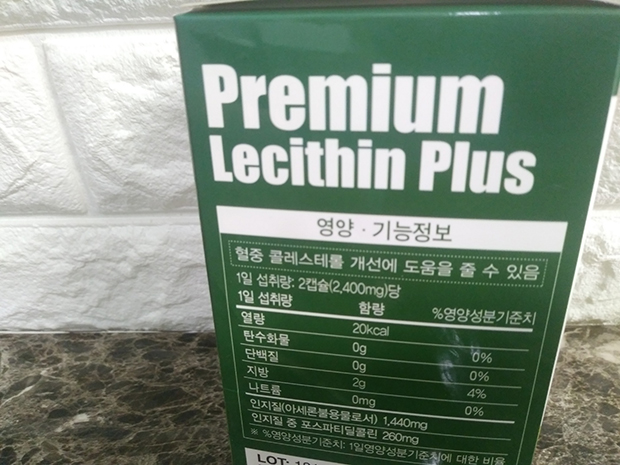 Premium
Lecithin Plus
영양 · 기능정보
혈중 콜레스테롤 개선에 도움을 줄 수 있음
1일 섭취량: 2캡슐(2,400mg)당
1일 섭취량 함량 %영양성분기준치
열량 20kcal
탄수화물 0g 0%
단백질 0g 0%
지방 2g 4%
나트륨 0mg 0%
인지질(아세톤불용물로서) 1,440mg
인지질 중 포스파티딜콜린 260mg
※ %영양성분기준치: 1일영양성분기준치에 대한 비율
LOT: